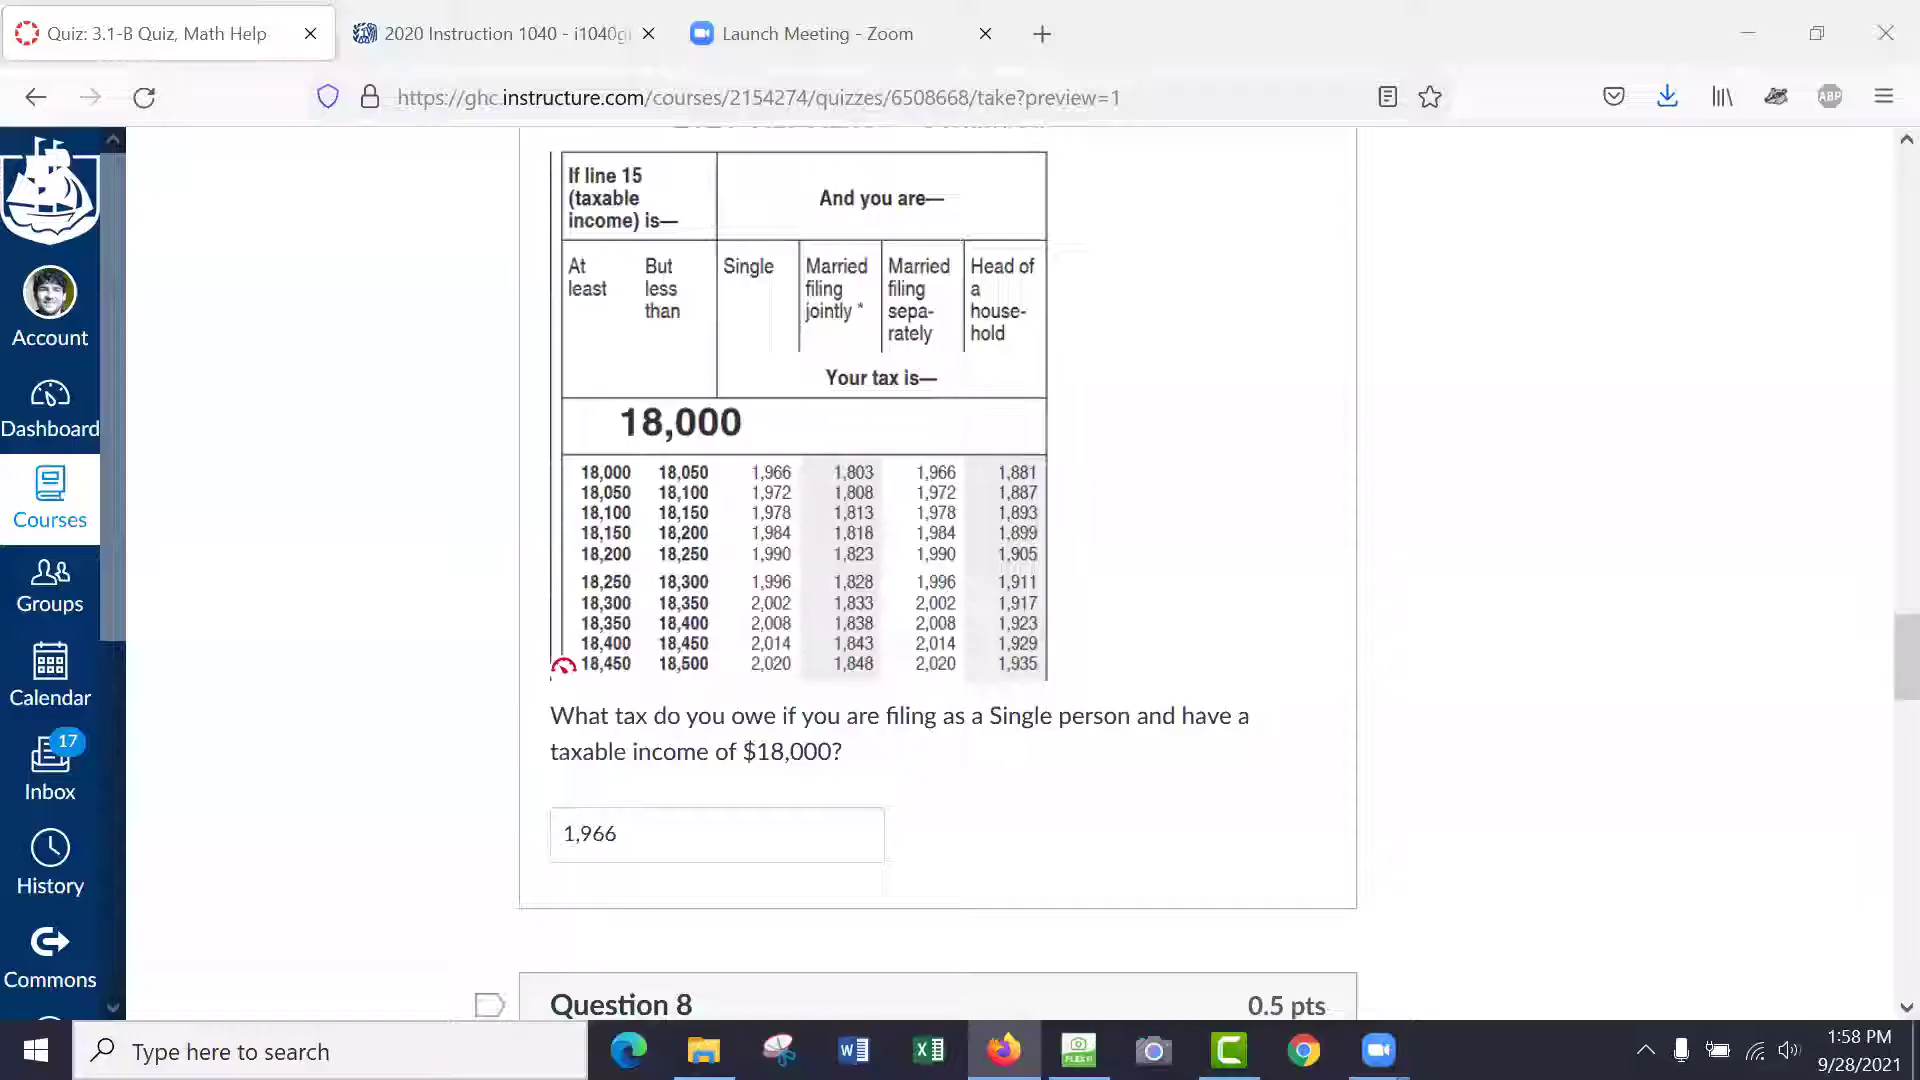 Quiz: 3.1-B Quiz, Math Help
2020 Instruction 1040 - i1040g
Launch Meeting - Zoom
https://ghc.instructure.com/courses/2154274/quizzes/6508668/take?preview=1
ABP
Account
Dashboard
Courses
Groups
Calendar
17
Inbox
History
Commons
If line 15
(taxable
income) is—
And you are—
At
least
But
less
than
Single
Married
filing
jointly *
Married
filing
sepa-
rately
Head of
a
house-
hold
Your tax is—
18,000
18,000 18,050 1,966 1,803 1,966 1,881
18,050 18,100 1,972 1,808 1,972 1,887
18,100 18,150 1,978 1,813 1,978 1,893
18,150 18,200 1,984 1,818 1,984 1,899
18,200 18,250 1,990 1,823 1,990 1,905
18,250 18,300 1,996 1,828 1,996 1,911
18,300 18,350 2,002 1,833 2,002 1,917
18,350 18,400 2,008 1,838 2,008 1,923
18,400 18,450 2,014 1,843 2,014 1,929
18,450 18,500 2,020 1,848 2,020 1,935
What tax do you owe if you are filing as a Single person and have a
taxable income of $18,000?
1,966
Question 8
0.5 pts
Type here to search
FLEX11
1:58 PM
9/28/2021